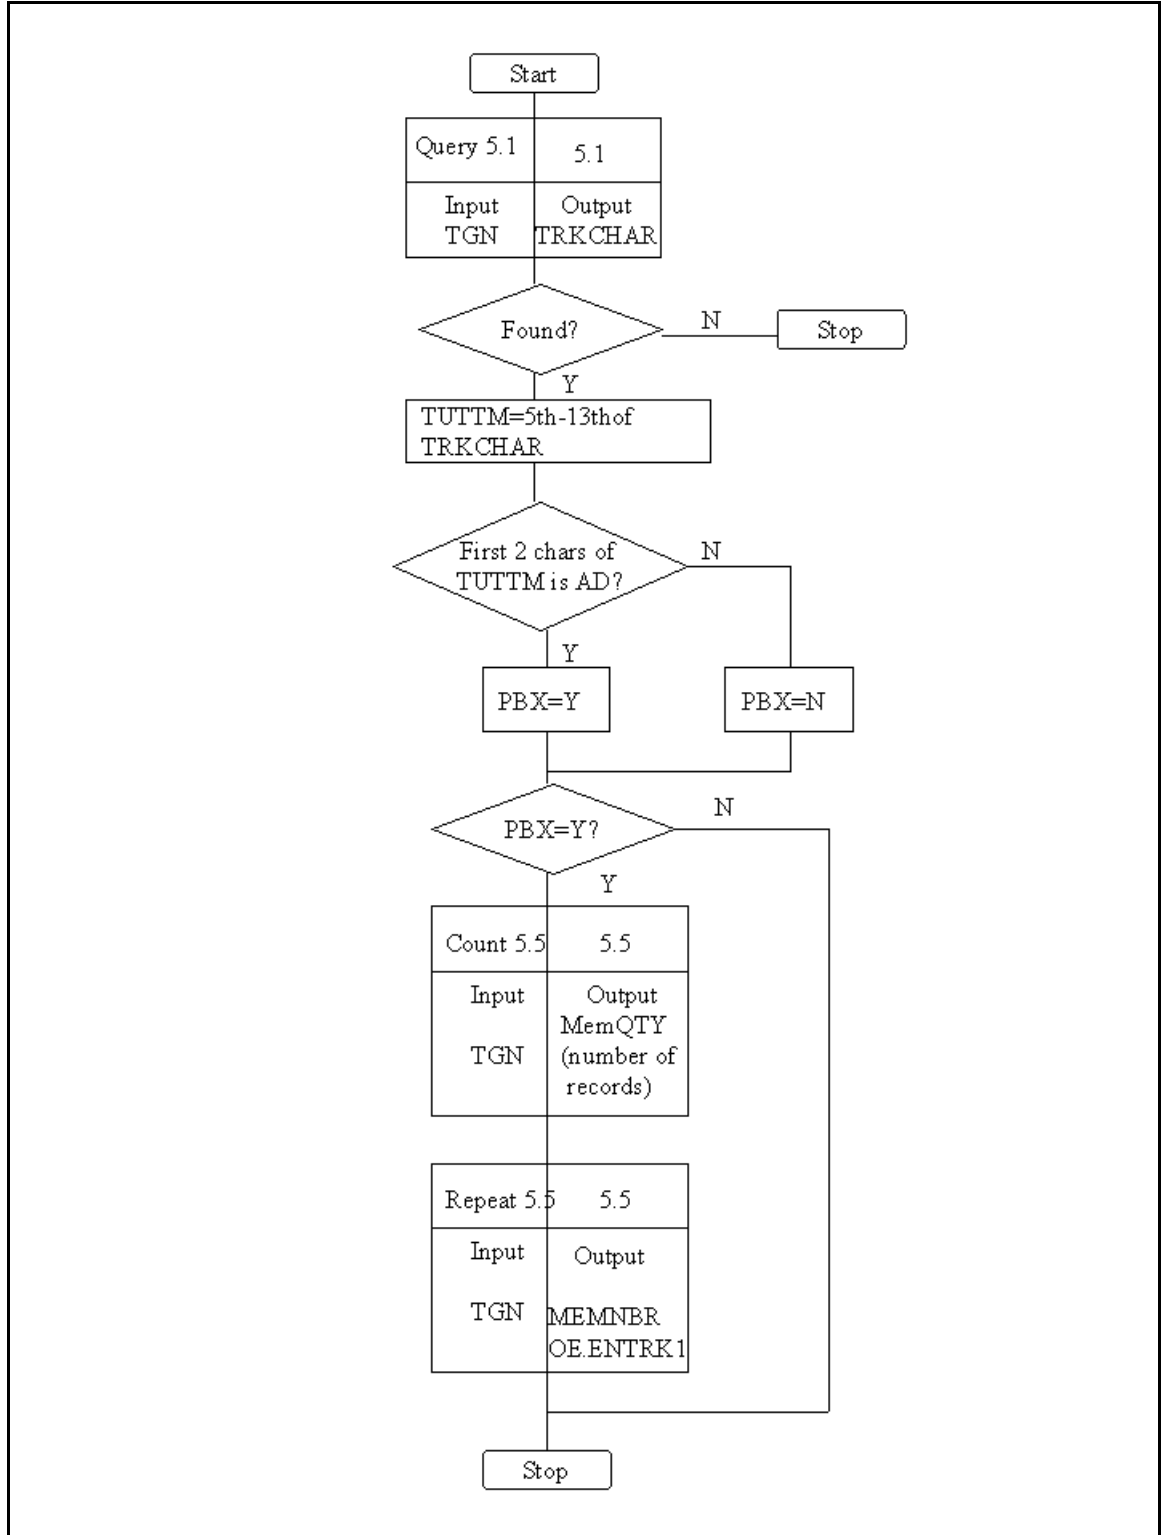 Start
Query 5.1
5.1
Input
TGN
Output
TRKCHAR
Found?
N
Stop
Y
TUTTM=5th-13thof
TRKCHAR
First 2 chars of
TUTTM is AD?
N
Y
PBX=Y
PBX=N
PBX=Y?
N
Y
Count 5.5
5.5
Input
TGN
Output
MemQTY
(number of
records)
Repeat 5.5
5.5
Input
TGN
Output
MEMNBR
OE.ENTRK1
Stop